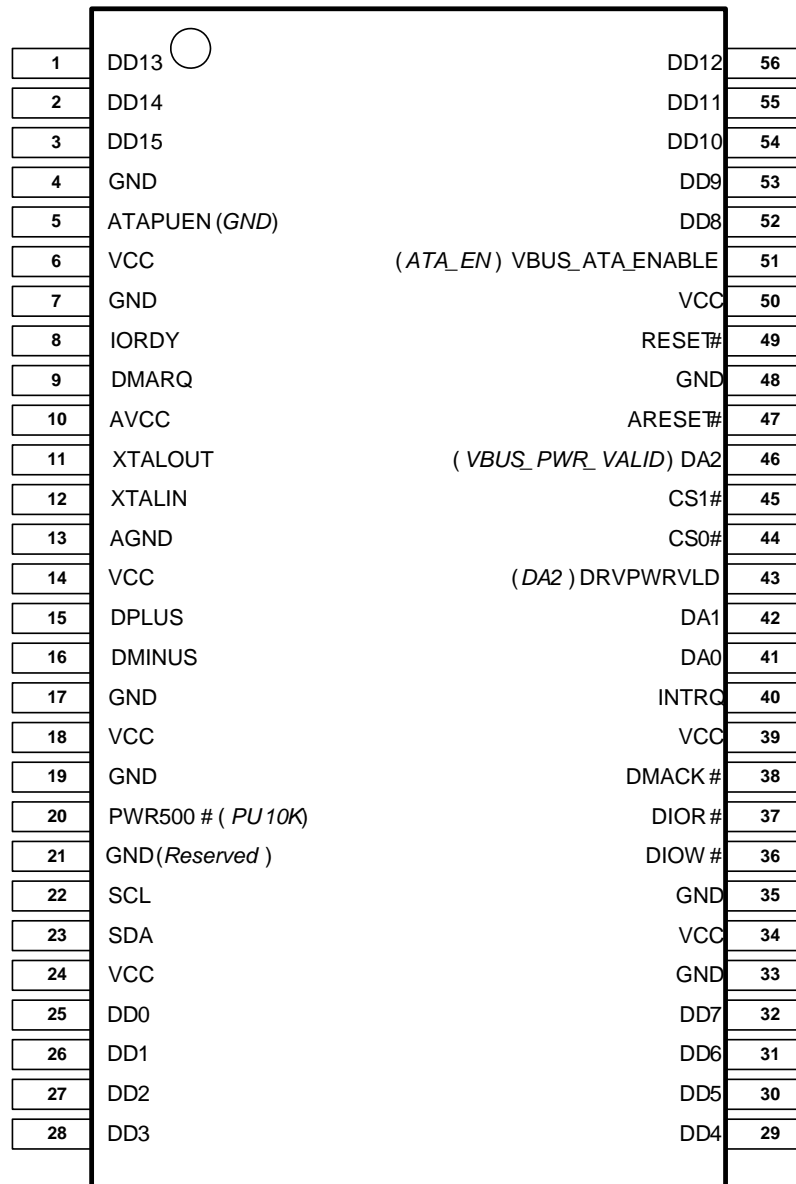 1 DD13 DD12 56
2 DD14 DD11 55
3 DD15 DD10 54
4 GND DD9 53
5 ATAPUEN (GND) DD8 52
6 VCC (ATA_EN) VBUS_ATA_ENABLE 51
7 GND VCC 50
8 IORDY RESET# 49
9 DMARQ GND 48
10 AVCC ARESET# 47
11 XTALOUT (VBUS_PWR_VALID) DA2 46
12 XTALIN CS1# 45
13 AGND CS0# 44
14 VCC (DA2) DRVPWRVLD 43
15 DPLUS DA1 42
16 DMINUS DA0 41
17 GND INTRQ 40
18 VCC VCC 39
19 GND DMACK # 38
20 PWR500 # ( PU10K) DIOR # 37
21 GND(Reserved ) DIOW # 36
22 SCL GND 35
23 SDA VCC 34
24 VCC GND 33
25 DD0 DD7 32
26 DD1 DD6 31
27 DD2 DD5 30
28 DD3 DD4 29